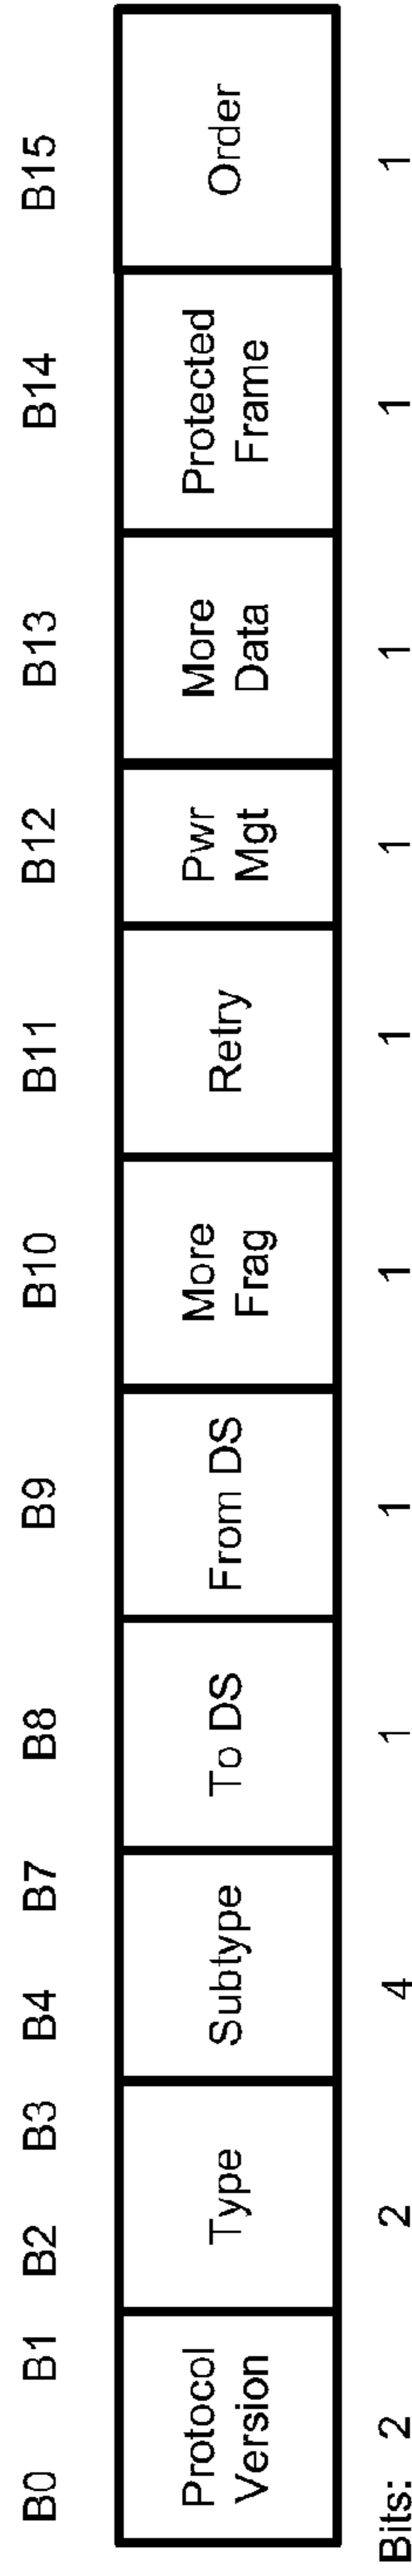 B0 B1 B2 B3 B4 B7 B8 B9 B10 B11 B12 B13 B14 B15
Protocol
Version
Type
Subtype
To DS
From DS
More
Frag
Retry
Pwr
Mgt
More
Data
Protected
Frame
Order
Bits: 2 2 4 1 1 1 1 1 1 1 1